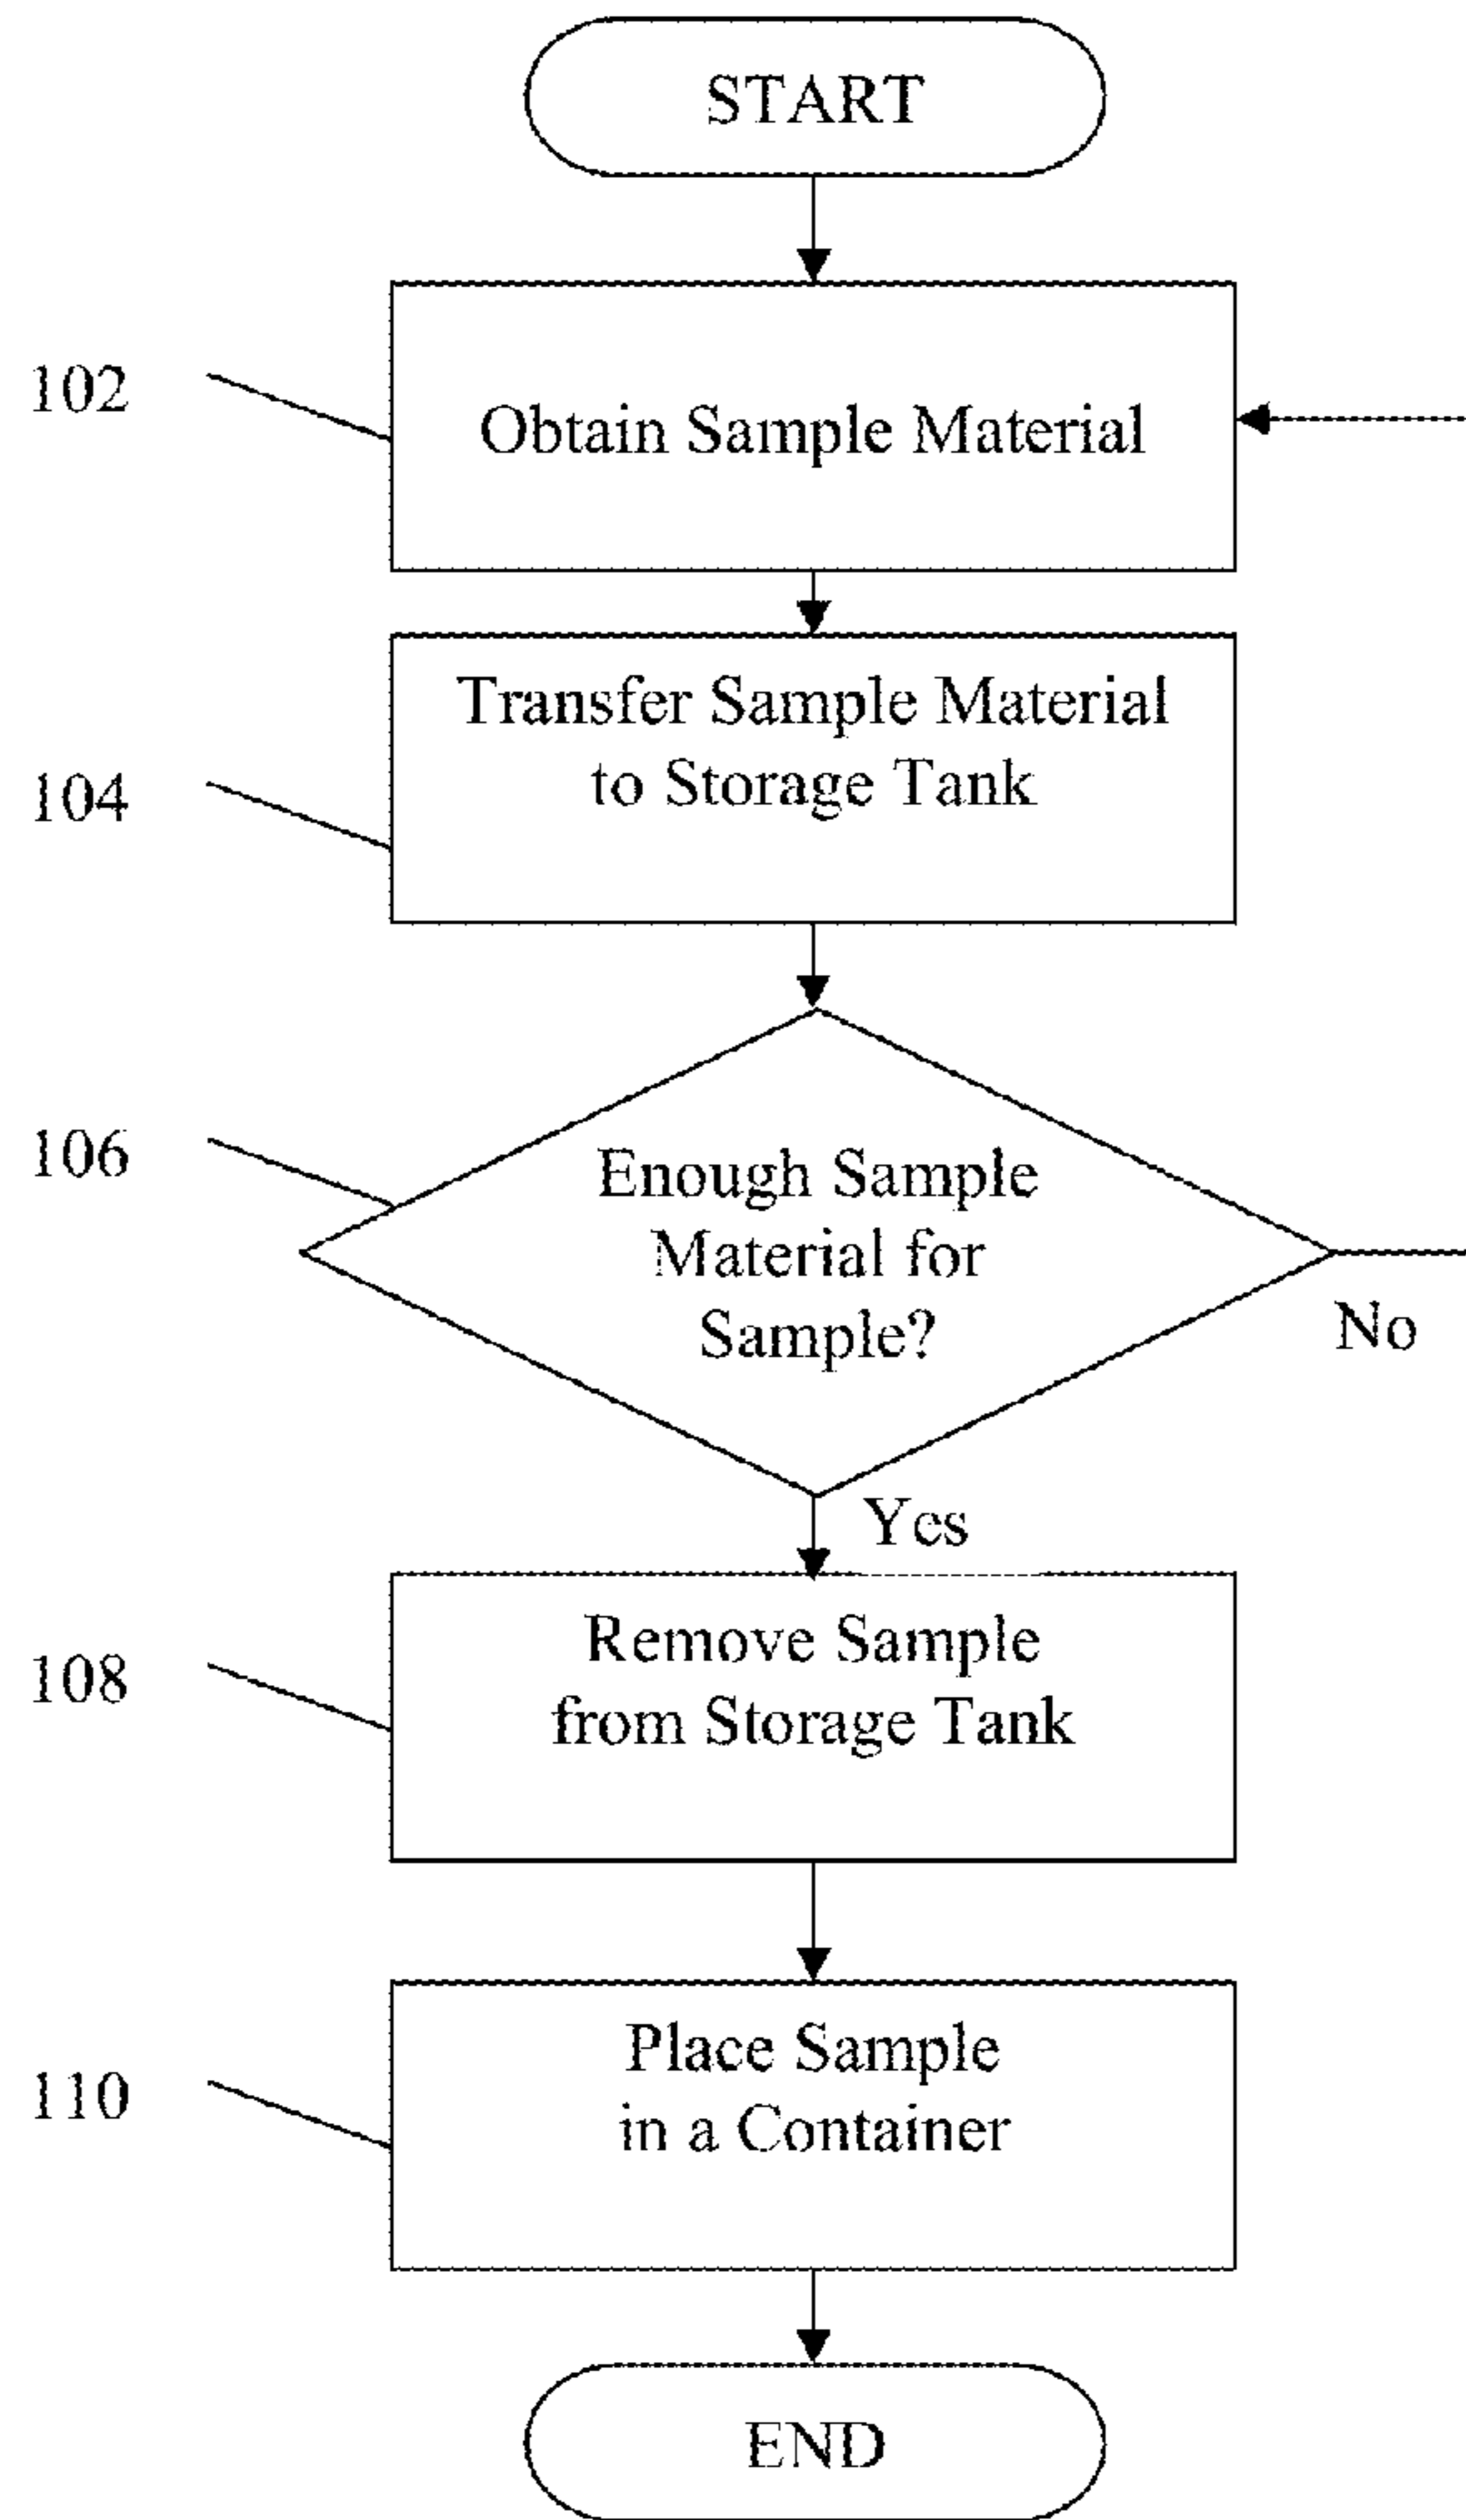 START
102
Obtain Sample Material
Transfer Sample Material
to Storage Tank
104
106
Enough Sample
Material for
Sample?
No
Yes
108
Remove Sample
from Storage Tank
110
Place Sample
in a Container
END